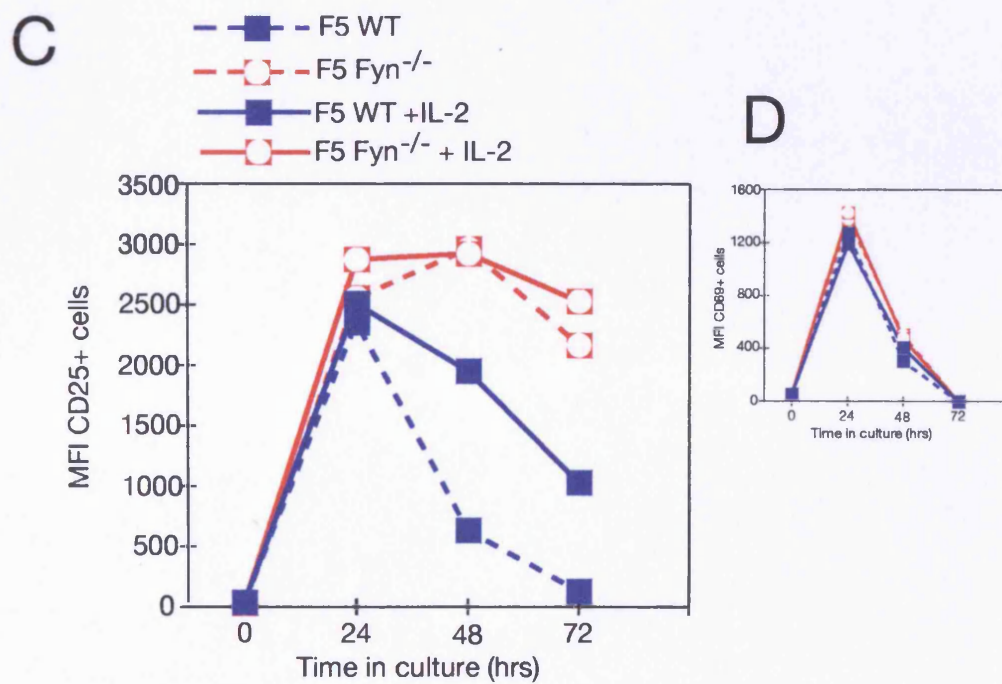 C
F5 WT
F5 Fyn-/-
F5 WT +IL-2
F5 Fyn-/- + IL-2
3500
3000
2500
2000
1500
1000
500
0
MFI CD25+ cells
0 24 48 72
Time in culture (hrs)
D
1600
1200
800
400
0
MFI CD69+ cells
0 24 48 72
Time in culture (hrs)